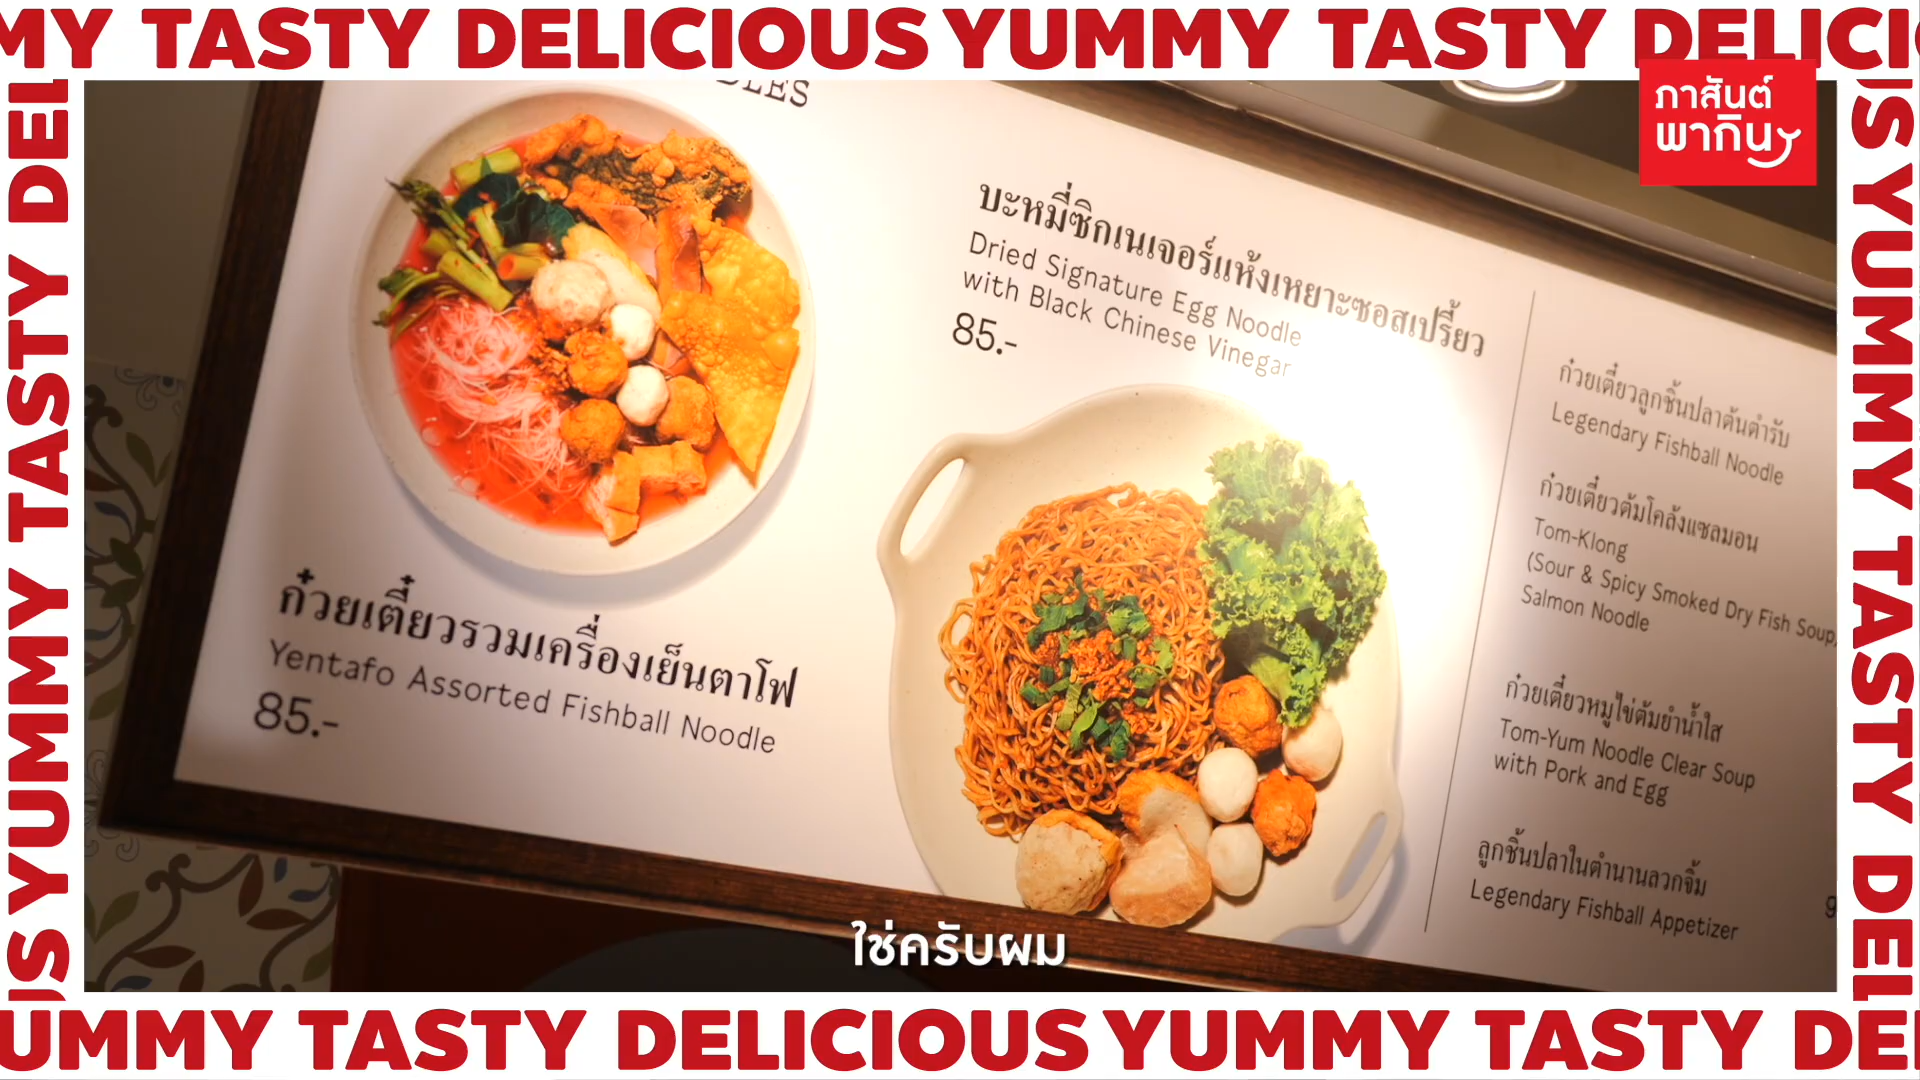 MY TASTY DELICIOUS YUMMY TASTY DELICI
ภาสันต์
พากิน
DLES
บะหมี่ซิกเนเจอร์แห้งเหยาะซอสเปรี้ยว
Dried Signature Egg Noodle
with Black Chinese Vinegar
85.-
ก๋วยเตี๋ยวรวมเครื่องเย็นตาโฟ
Yentafo Assorted Fishball Noodle
85.-
ก๋วยเตี๋ยวลูกชิ้นปลาต้นตำรับ
Legendary Fishball Noodle
ก๋วยเตี๋ยวต้มโคล้งแซลมอน
Tom-Klong
(Sour & Spicy Smoked Dry Fish Soup)
Salmon Noodle
ก๋วยเตี๋ยวหมูไข่ต้มยำน้ำใส
Tom-Yum Noodle Clear Soup
with Pork and Egg
ลูกชิ้นปลาในตำนานลวกจิ้ม
Legendary Fishball Appetizer
9
ใช่ครับผม
US YUMMY TASTY DEL
US YUMMY TASTY DEL
UMMY TASTY DELICIOUS YUMMY TASTY DE